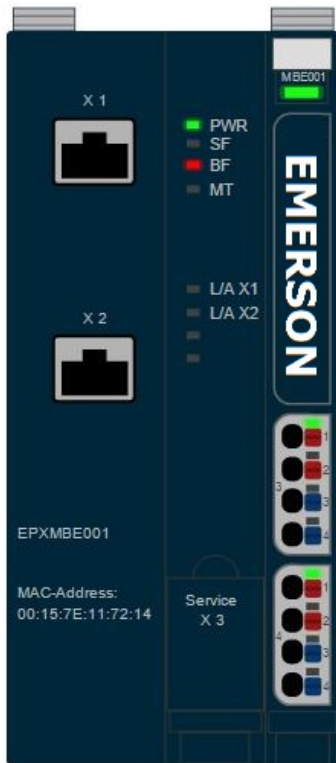 MBE001
X 1
PWR
SF
BF
MT
EMERSON
L/A X1
L/A X2
X 2
1
2
3
3
4
EPXMBE001
MAC-Address:
00:15:7E:11:72:14
Service
X 3
1
2
4
3
4